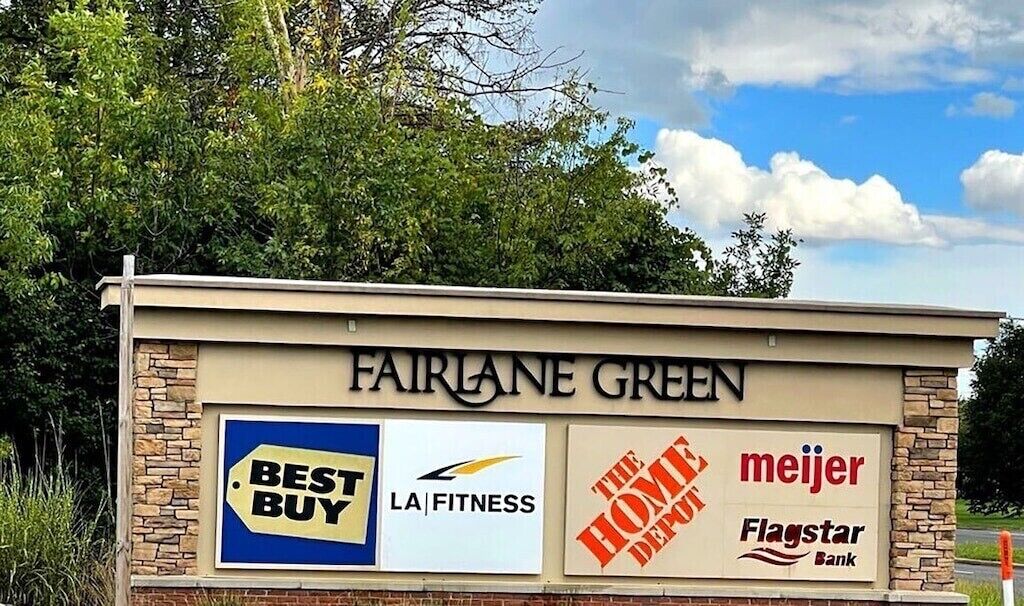 FAIRLANE GREEN
BEST
BUY
LA|FITNESS
THE
HOME
DEPOT
meijer
Flagstar
Bank